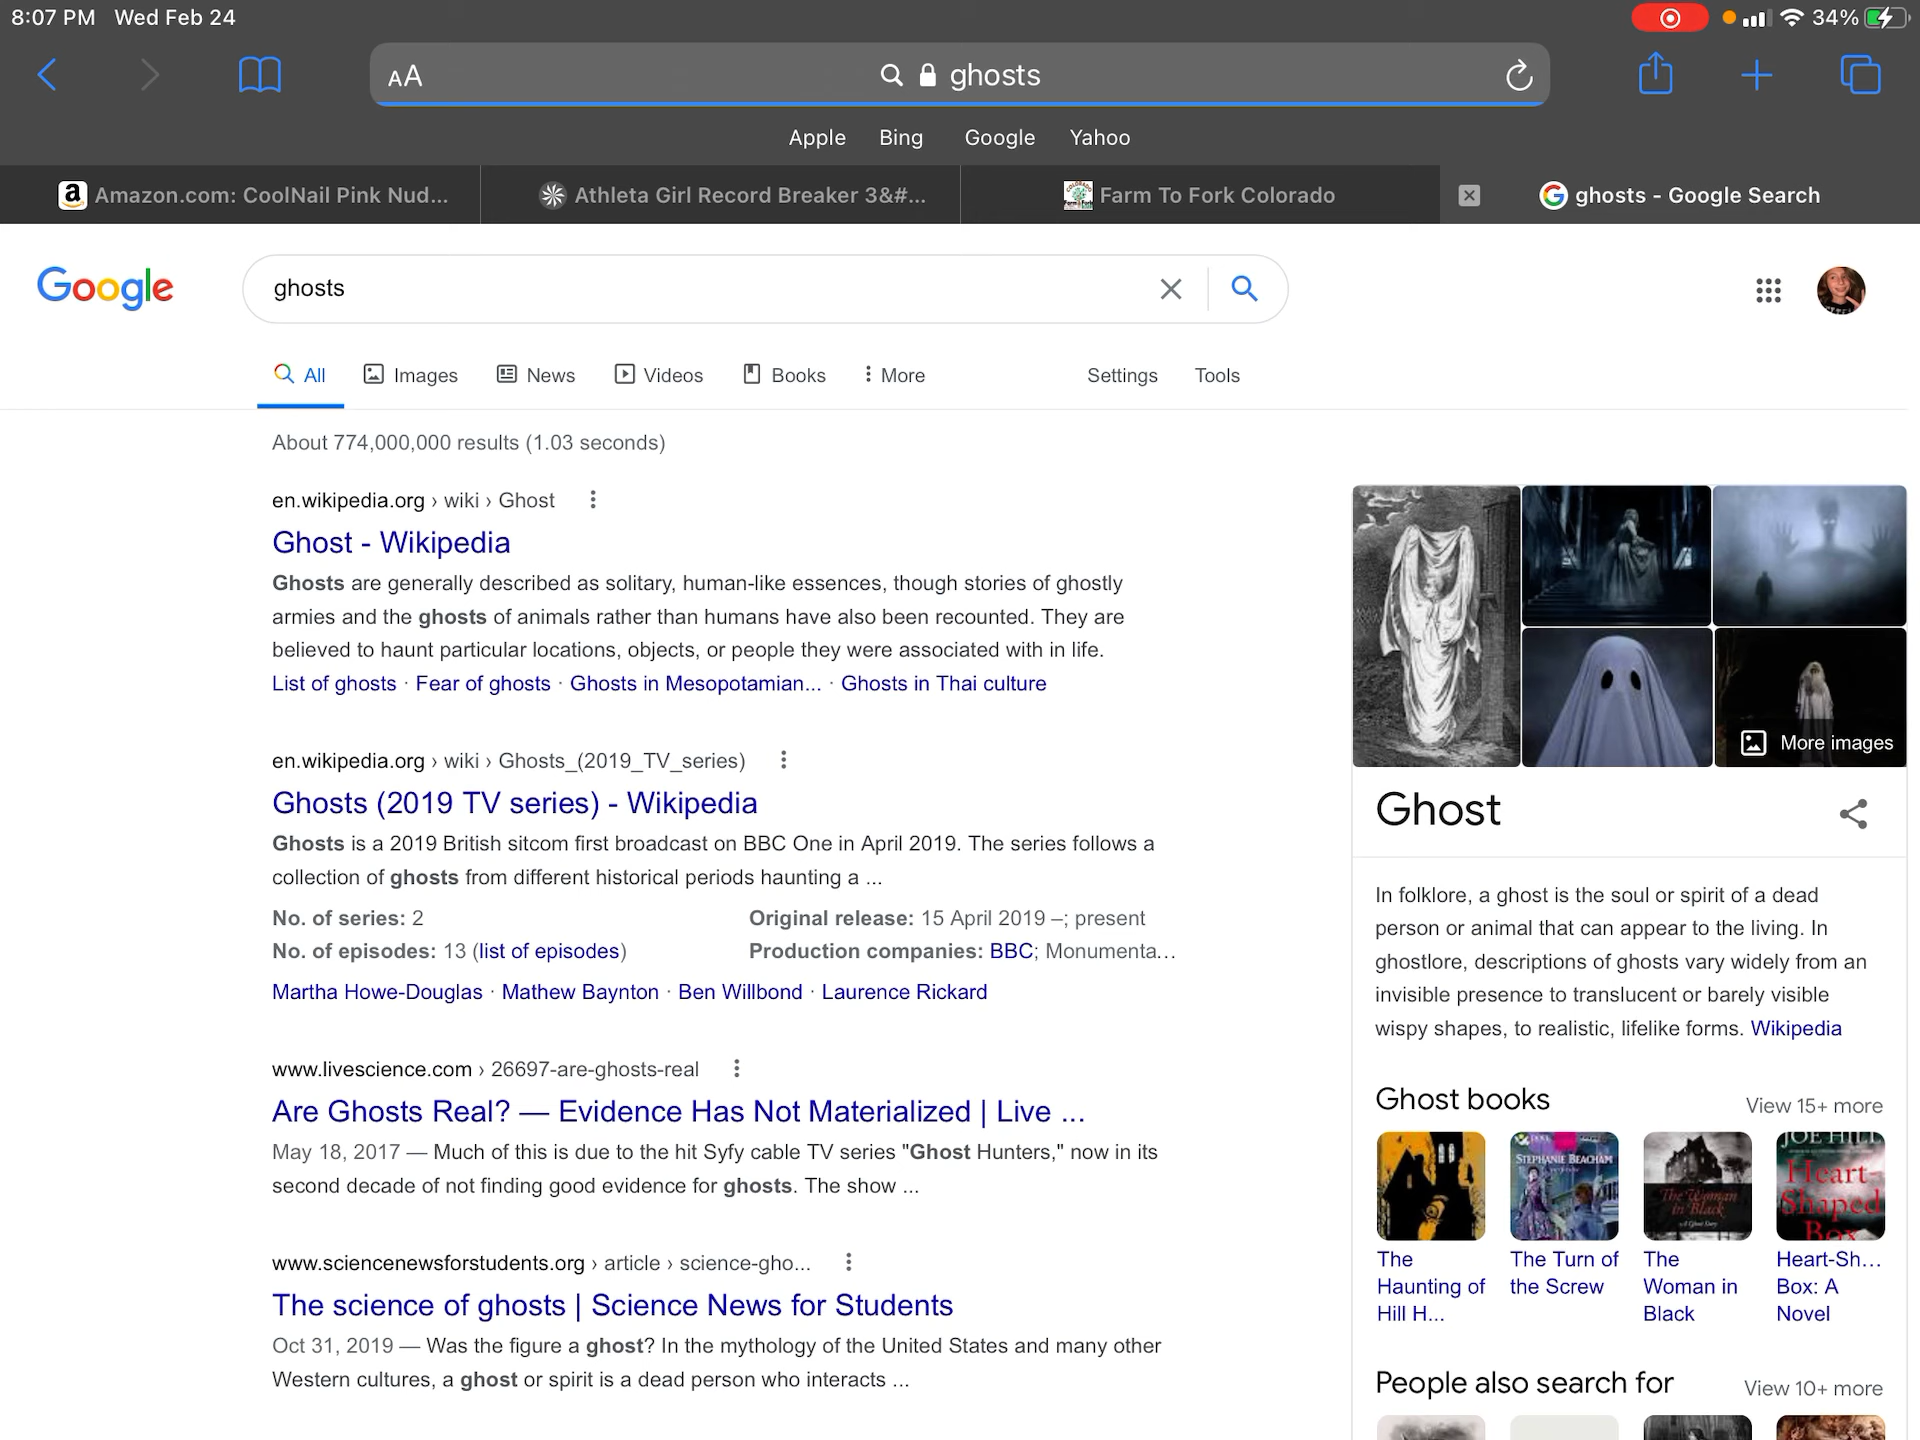 8:07 PM Wed Feb 24
34%
AA ghosts
Apple Bing Google Yahoo
Amazon.com: CoolNail Pink Nud...
Athleta Girl Record Breaker 3&#...
Farm To Fork Colorado
ghosts - Google Search
Google
ghosts
All Images News Videos Books More Settings Tools
About 774,000,000 results (1.03 seconds)
en.wikipedia.org › wiki › Ghost
Ghost - Wikipedia
Ghosts are generally described as solitary, human-like essences, though stories of ghostly
armies and the ghosts of animals rather than humans have also been recounted. They are
believed to haunt particular locations, objects, or people they were associated with in life.
List of ghosts · Fear of ghosts · Ghosts in Mesopotamian... · Ghosts in Thai culture
en.wikipedia.org › wiki › Ghosts_(2019_TV_series)
Ghosts (2019 TV series) - Wikipedia
Ghosts is a 2019 British sitcom first broadcast on BBC One in April 2019. The series follows a
collection of ghosts from different historical periods haunting a ...
No. of series: 2
Original release: 15 April 2019 –; present
No. of episodes: 13 (list of episodes)
Production companies: BBC; Monumenta...
Martha Howe-Douglas · Mathew Baynton · Ben Willbond · Laurence Rickard
www.livescience.com › 26697-are-ghosts-real
Are Ghosts Real? — Evidence Has Not Materialized | Live ...
May 18, 2017 — Much of this is due to the hit Syfy cable TV series "Ghost Hunters," now in its
second decade of not finding good evidence for ghosts. The show ...
www.sciencenewsforstudents.org › article › science-gho...
The science of ghosts | Science News for Students
Oct 31, 2019 — Was the figure a ghost? In the mythology of the United States and many other
Western cultures, a ghost or spirit is a dead person who interacts ...
More images
Ghost
In folklore, a ghost is the soul or spirit of a dead
person or animal that can appear to the living. In
ghostlore, descriptions of ghosts vary widely from an
invisible presence to translucent or barely visible
wispy shapes, to realistic, lifelike forms. Wikipedia
Ghost books
View 15+ more
STEPHANIE BEACHAM
The Woman
in Black
JOE HILL
Heart-
Shaped
Box
The
Haunting of
Hill H...
The Turn of
the Screw
The
Woman in
Black
Heart-Sh...
Box: A
Novel
People also search for
View 10+ more